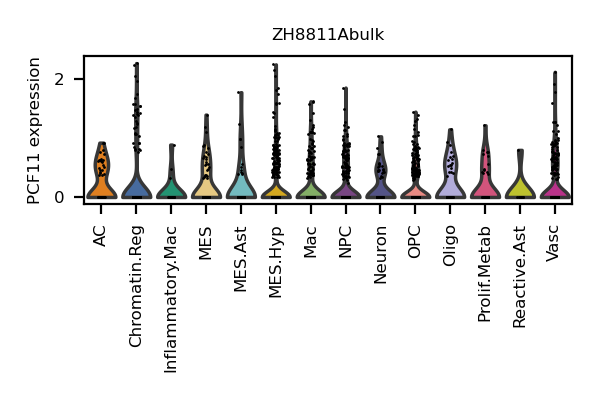 ZH8811Abulk
PCF11 expression
2
0
AC
Chromatin.Reg
Inflammatory.Mac
MES
MES.Ast
MES.Hyp
Mac
NPC
Neuron
OPC
Oligo
Prolif.Metab
Reactive.Ast
Vasc